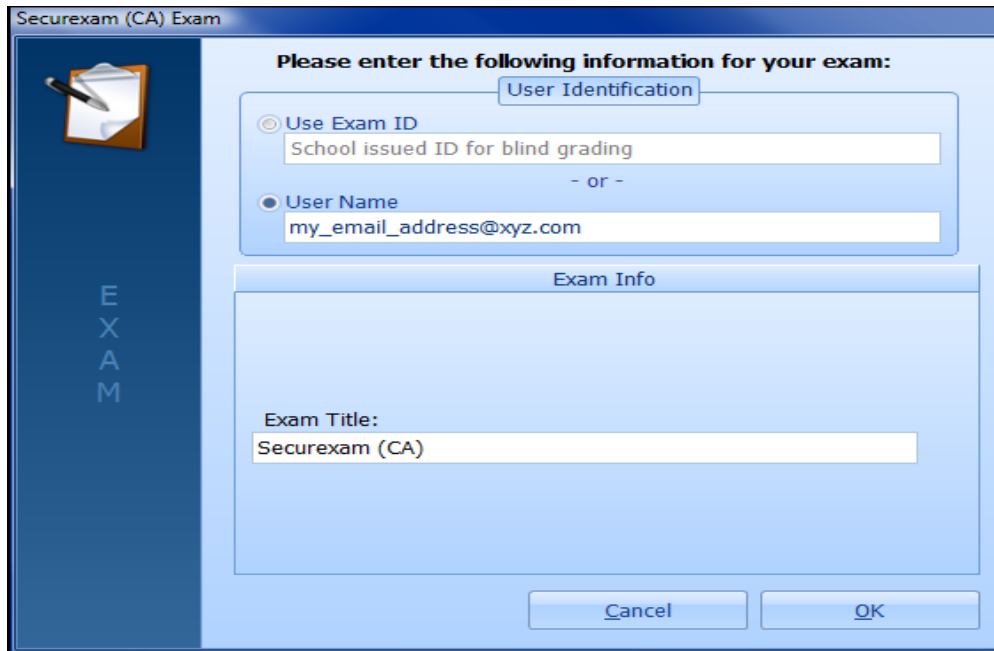 Securexam (CA) Exam
Please enter the following information for your exam:
User Identification
Use Exam ID
School issued ID for blind grading
- or -
User Name
my_email_address@xyz.com
E
X
A
M
Exam Info
Exam Title:
Securexam (CA)
Cancel
OK